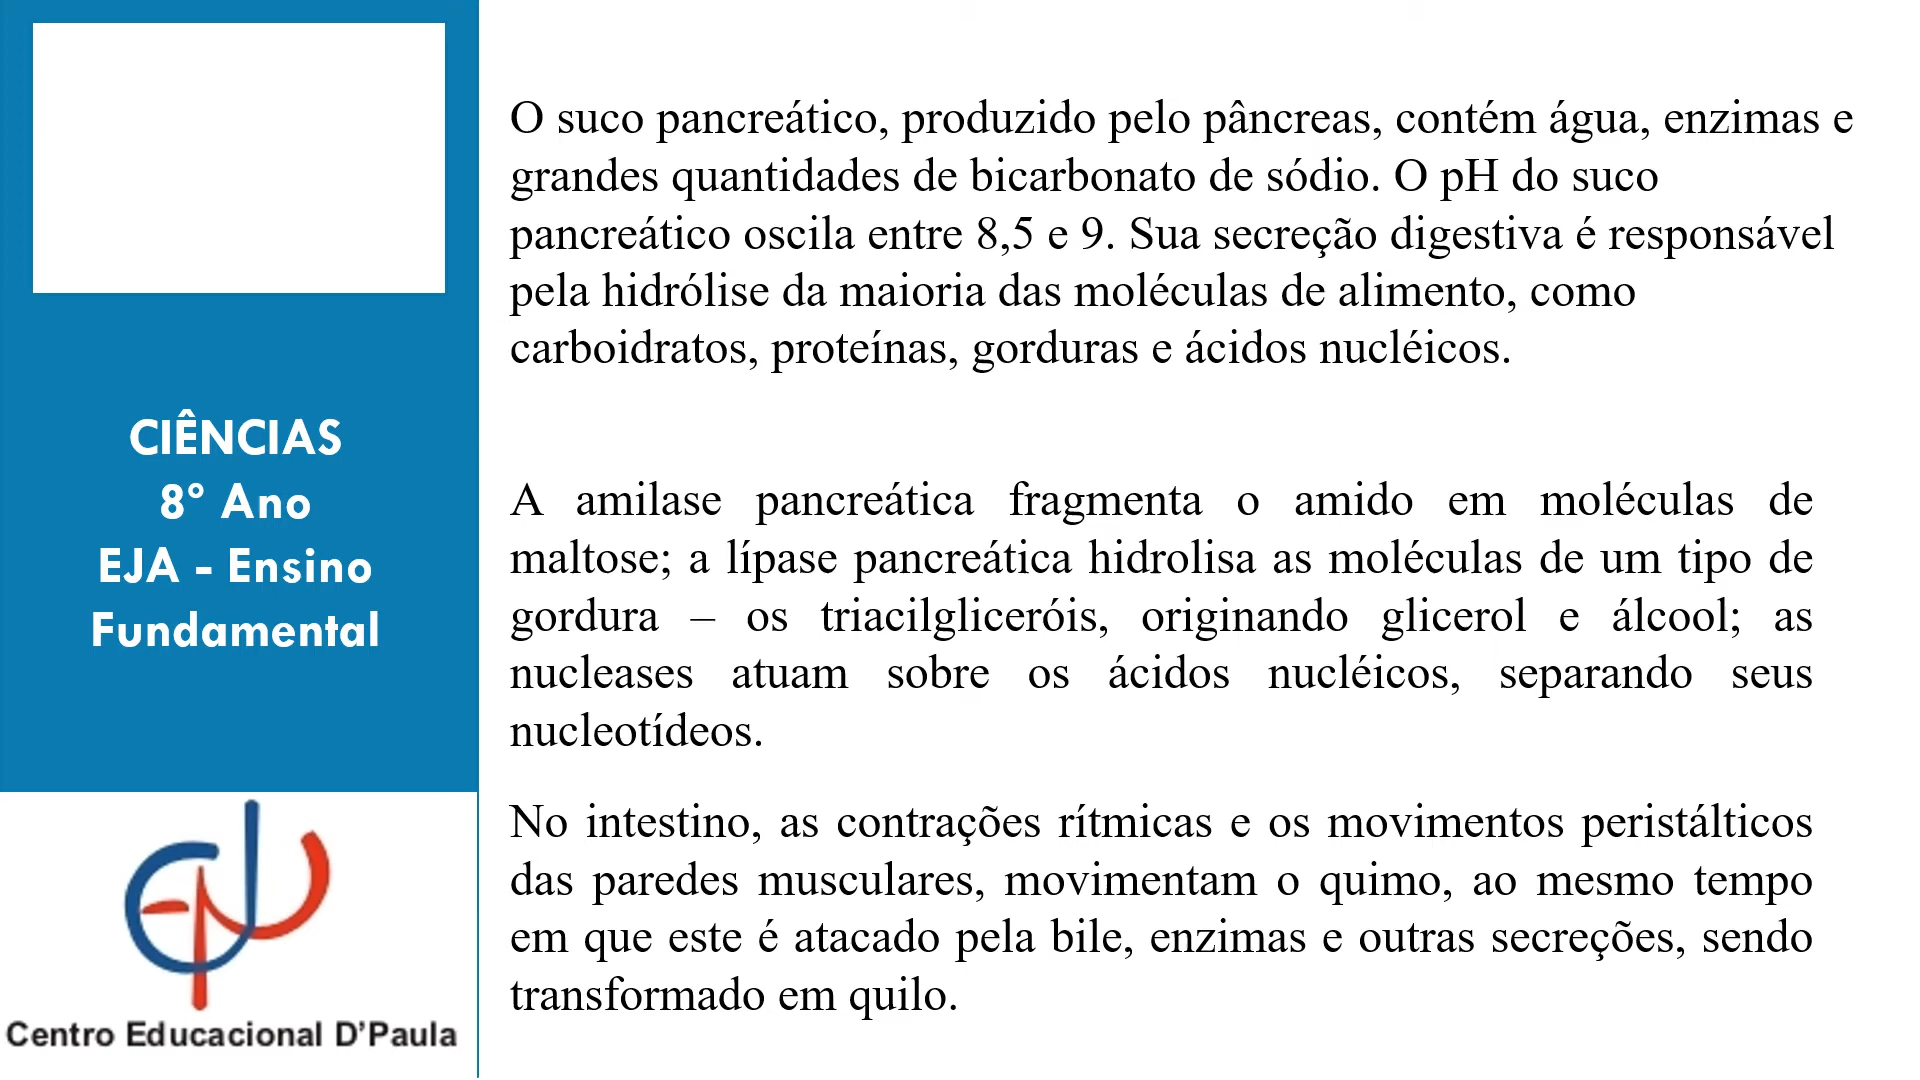 CIÊNCIAS
8º Ano
EJA - Ensino
Fundamental
Centro Educacional D'Paula
O suco pancreático, produzido pelo pâncreas, contém água, enzimas e
grandes quantidades de bicarbonato de sódio. O pH do suco
pancreático oscila entre 8,5 e 9. Sua secreção digestiva é responsável
pela hidrólise da maioria das moléculas de alimento, como
carboidratos, proteínas, gorduras e ácidos nucléicos.
A amilase pancreática fragmenta o amido em moléculas de
maltose; a lípase pancreática hidrolisa as moléculas de um tipo de
gordura – os triacilgliceróis, originando glicerol e álcool; as
nucleases atuam sobre os ácidos nucléicos, separando seus
nucleotídeos.
No intestino, as contrações rítmicas e os movimentos peristálticos
das paredes musculares, movimentam o quimo, ao mesmo tempo
em que este é atacado pela bile, enzimas e outras secreções, sendo
transformado em quilo.